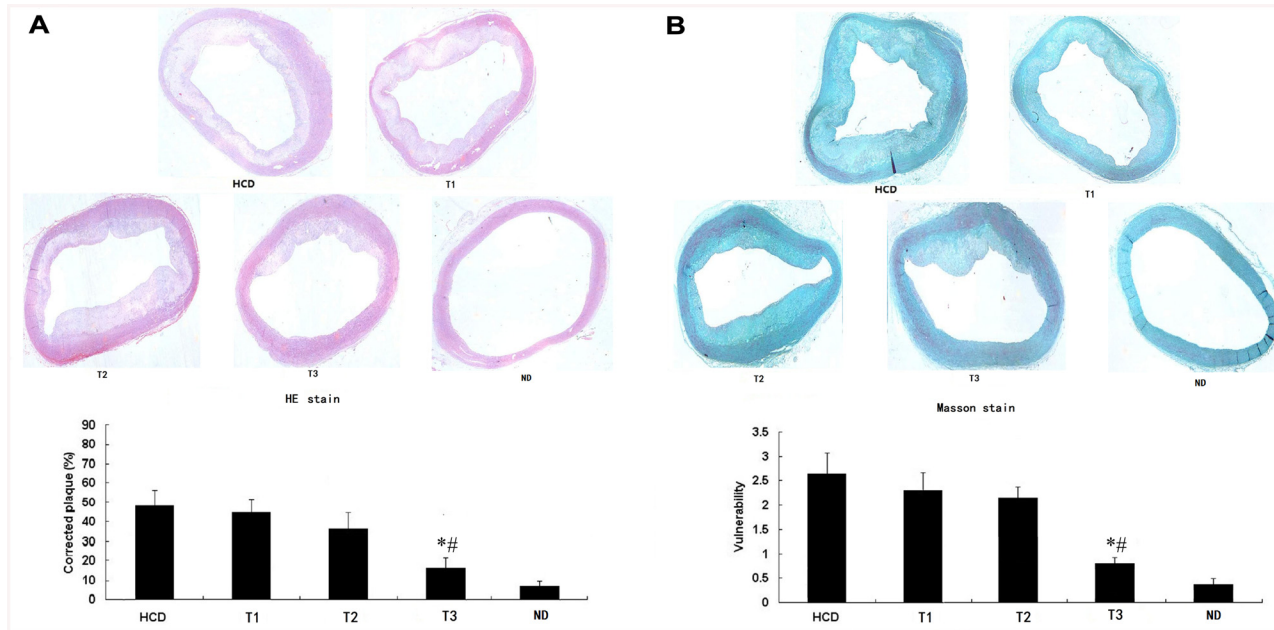 A
HCD
T1
T2
T3
ND
HE stain
Corrected plaque (%)
90
80
70
60
50
40
30
20
10
0
*#
HCD T1 T2 T3 ND
B
HCD
T1
T2
T3
ND
Masson stain
Vulnerability
3.5
3
2.5
2
1.5
1
0.5
0
*#
HCD T1 T2 T3 ND